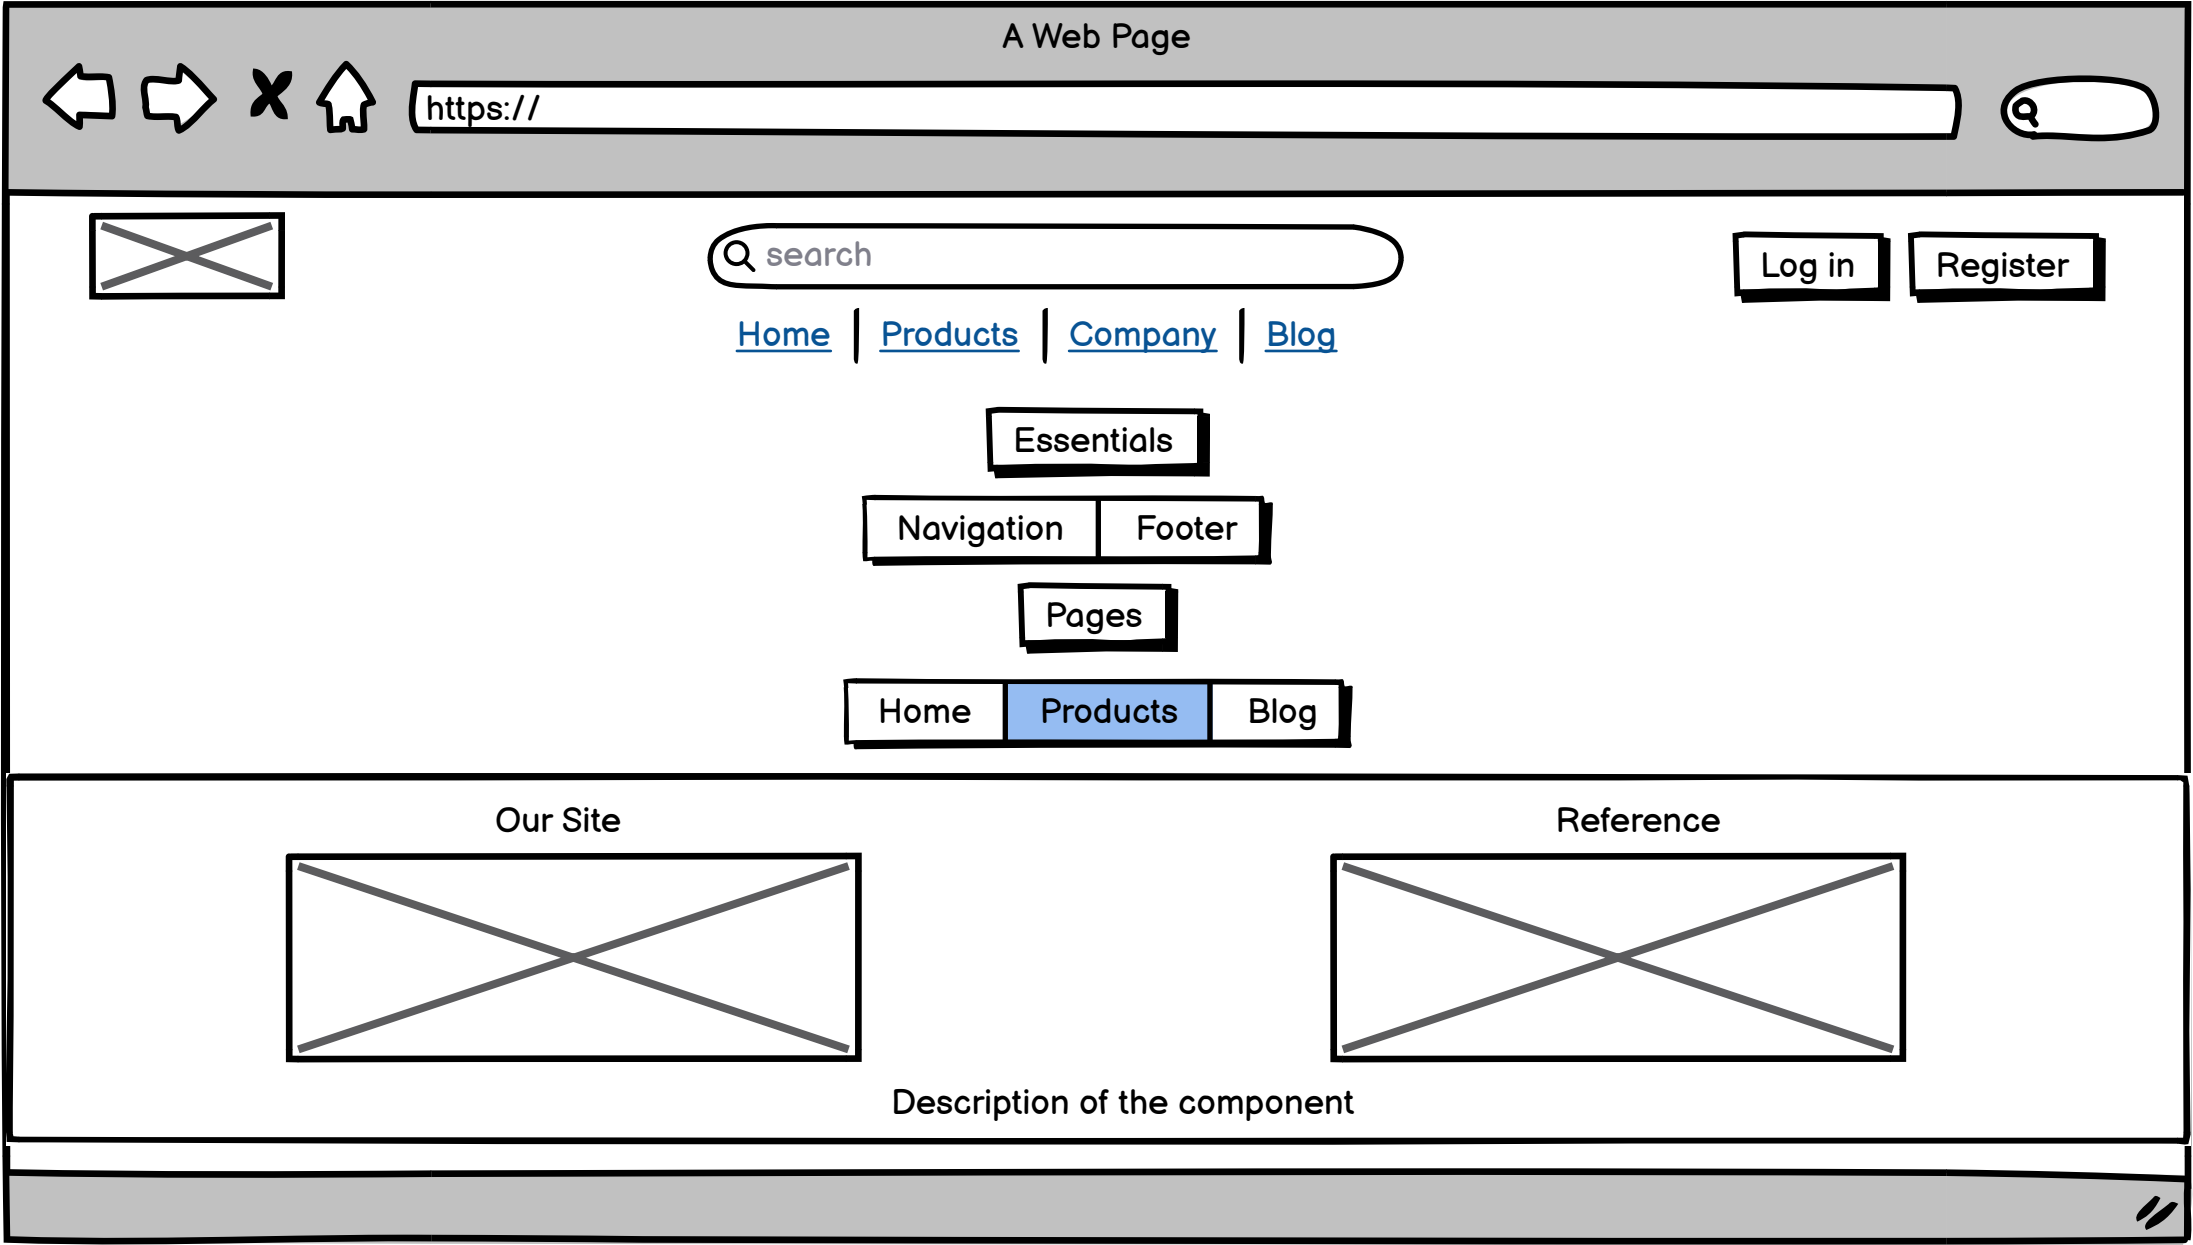 A Web Page
https://
search
Log in
Register
Home
Products
Company
Blog
Essentials
Navigation
Footer
Pages
Home
Products
Blog
Our Site
Reference
Description of the component